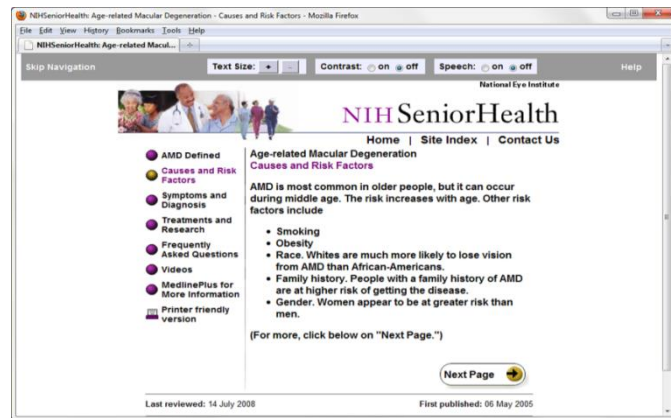 NIHSeniorHealth: Age-related Macular Degeneration - Causes and Risk Factors - Mozilla Firefox
File Edit View History Bookmarks Tools Help
NIHSeniorHealth: Age-related Macul...
Skip Navigation Text Size: + - Contrast: on off Speech: on off Help
National Eye Institute
NIH SeniorHealth
Home | Site Index | Contact Us
AMD Defined
Causes and Risk
Factors
Symptoms and
Diagnosis
Treatments and
Research
Frequently
Asked Questions
Videos
MedlinePlus for
More Information
Printer friendly
version
Age-related Macular Degeneration
Causes and Risk Factors
AMD is most common in older people, but it can occur
during middle age. The risk increases with age. Other risk
factors include
• Smoking
• Obesity
• Race. Whites are much more likely to lose vision
from AMD than African-Americans.
• Family history. People with a family history of AMD
are at higher risk of getting the disease.
• Gender. Women appear to be at greater risk than
men.
(For more, click below on "Next Page.")
Next Page
Last reviewed: 14 July 2008 First published: 06 May 2005